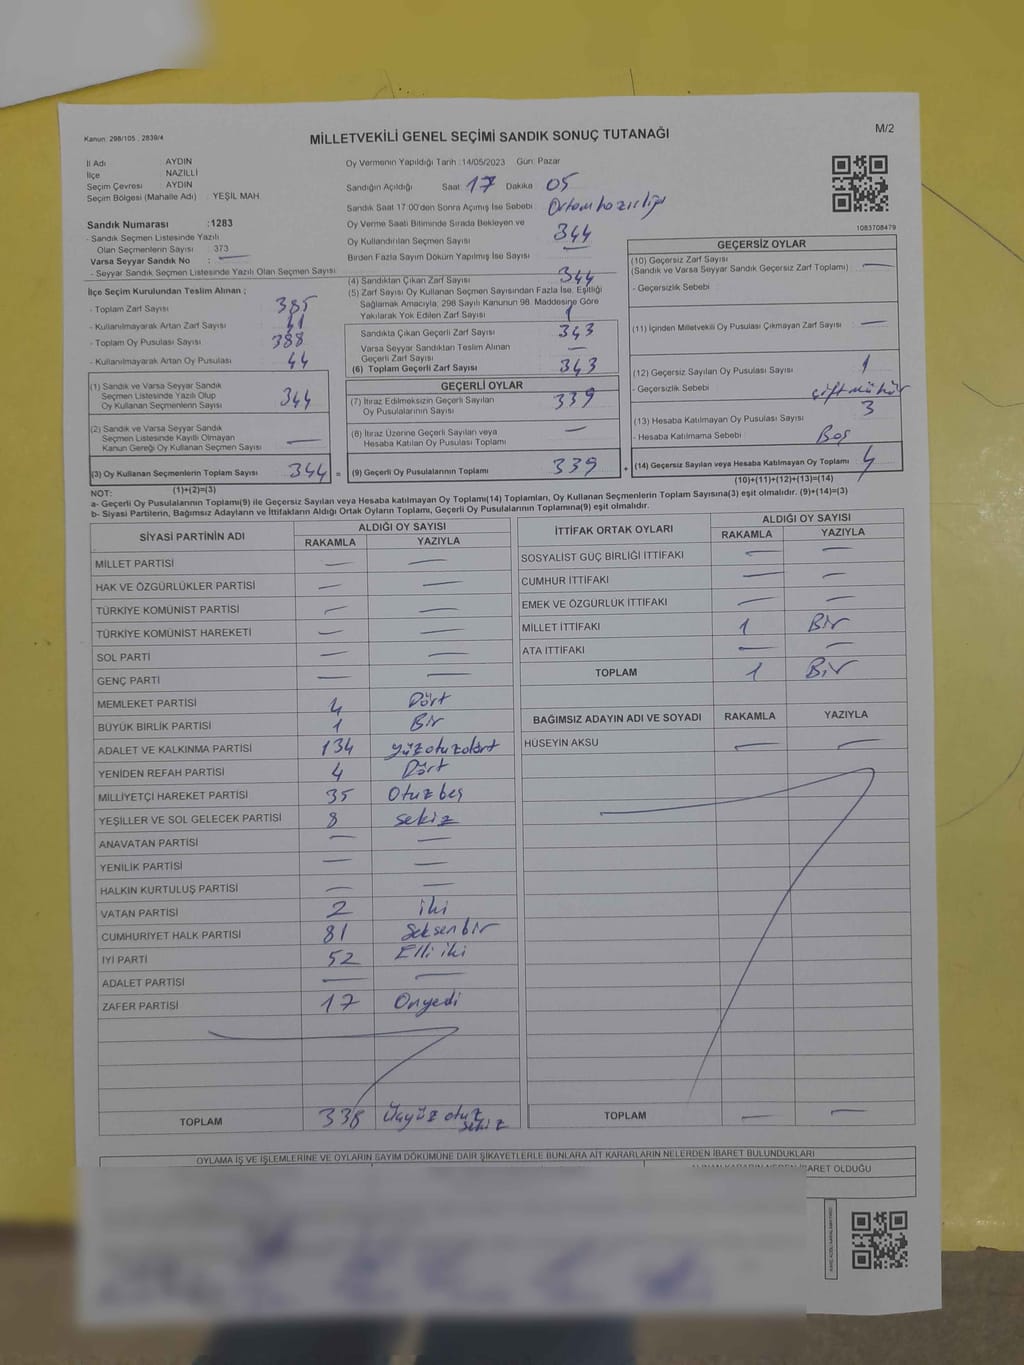 Kanun: 298/105 , 2839/4
MİLLETVEKİLİ GENEL SEÇİMİ SANDIK SONUÇ TUTANAĞI
M/2
İl Adı : AYDIN
İlçe : NAZİLLİ
Seçim Çevresi : AYDIN
Seçim Bölgesi (Mahalle Adı) : YEŞİL MAH.
Sandık Numarası :1283
- Sandık Seçmen Listesinde Yazılı
Olan Seçmenlerin Sayısı : 373
Varsa Seyyar Sandık No : —
- Seyyar Sandık Seçmen Listesinde Yazılı Olan Seçmen Sayısı
Oy Vermenin Yapıldığı Tarih :14/05/2023 Gün: Pazar
Sandığın Açıldığı Saat: 17 Dakika 05
Sandık Saat 17:00'den Sonra Açımış İse Sebebi : Ortam hazırlığı
Oy Verme Saati Bitiminde Sırada Bekleyen ve
Oy Kullandırılan Seçmen Sayısı 344
Birden Fazla Sayım Döküm Yapılmış İse Sayısı : —
1083708479
İlçe Seçim Kurulundan Teslim Alınan ;
- Toplam Zarf Sayısı : 385
- Kullanılmayarak Artan Zarf Sayısı : 41
- Toplam Oy Pusulası Sayısı : 388
- Kullanılmayarak Artan Oy Pusulası : 44
(1) Sandık ve Varsa Seyyar Sandık
Seçmen Listesinde Yazılı Olup
Oy Kullanan Seçmenlerin Sayısı 344
(2) Sandık ve Varsa Seyyar Sandık
Seçmen Listesinde Kayıtlı Olmayan
Kanun Gereği Oy Kullanan Seçmen Sayısı —
(3) Oy Kullanan Seçmenlerin Toplam Sayısı 344 =
(1)+(2)=(3)
(4) Sandıktan Çıkan Zarf Sayısı 344
(5) Zarf Sayısı Oy Kullanan Seçmen Sayısından Fazla İse, Eşitliği
Sağlamak Amacıyla, 298 Sayılı Kanunun 98. Maddesine Göre
Yakılarak Yok Edilen Zarf Sayısı 1
Sandıkta Çıkan Geçerli Zarf Sayısı 343
Varsa Seyyar Sandıktan Teslim Alınan
Geçerli Zarf Sayısı —
(6) Toplam Geçerli Zarf Sayısı 343
GEÇERLİ OYLAR
(7) İtiraz Edilmeksizin Geçerli Sayılan
Oy Pusulalarının Sayısı 339
(8) İtiraz Üzerine Geçerli Sayılan veya
Hesaba Katılan Oy Pusulası Toplamı —
(9) Geçerli Oy Pusulalarının Toplamı 339 +
GEÇERSİZ OYLAR
(10) Geçersiz Zarf Sayısı
(Sandık ve Varsa Seyyar Sandık Geçersiz Zarf Toplamı) —
- Geçersizlik Sebebi :
(11) İçinden Milletvekili Oy Pusulası Çıkmayan Zarf Sayısı —
(12) Geçersiz Sayılan Oy Pusulası Sayısı 1
- Geçersizlik Sebebi : çift mühür
(13) Hesaba Katılmayan Oy Pusulası Sayısı 3
- Hesaba Katılmama Sebebi : Boş
(14) Geçersiz Sayılan veya Hesaba Katılmayan Oy Toplamı 4
(10)+(11)+(12)+(13)=(14)
NOT:
a- Geçerli Oy Pusulalarının Toplamı(9) ile Geçersiz Sayılan veya Hesaba katılmayan Oy Toplamı(14) Toplamları, Oy Kullanan Seçmenlerin Toplam Sayısına(3) eşit olmalıdır. (9)+(14)=(3)
b- Siyasi Partilerin, Bağımsız Adayların ve İttifakların Aldığı Ortak Oyların Toplamı, Geçerli Oy Pusulalarının Toplamına(9) eşit olmalıdır.
SİYASİ PARTİNİN ADI ALDIĞI OY SAYISI
RAKAMLA YAZIYLA
MİLLET PARTİSİ — —
HAK VE ÖZGÜRLÜKLER PARTİSİ — —
TÜRKİYE KOMÜNİST PARTİSİ — —
TÜRKİYE KOMÜNİST HAREKETİ — —
SOL PARTİ — —
GENÇ PARTİ — —
MEMLEKET PARTİSİ 4 Dört
BÜYÜK BİRLİK PARTİSİ 1 Bir
ADALET VE KALKINMA PARTİSİ 134 yüzotuzdört
YENİDEN REFAH PARTİSİ 4 Dört
MİLLİYETÇİ HAREKET PARTİSİ 35 Otuzbeş
YEŞİLLER VE SOL GELECEK PARTİSİ 8 sekiz
ANAVATAN PARTİSİ — —
YENİLİK PARTİSİ — —
HALKIN KURTULUŞ PARTİSİ — —
VATAN PARTİSİ 2 iki
CUMHURİYET HALK PARTİSİ 81 Seksenbir
İYİ PARTİ 52 Elli iki
ADALET PARTİSİ — —
ZAFER PARTİSİ 17 Onyedi
TOPLAM 338 Üçyüz otuz
sekiz
İTTİFAK ORTAK OYLARI ALDIĞI OY SAYISI
RAKAMLA YAZIYLA
SOSYALİST GÜÇ BİRLİĞİ İTTİFAKI — —
CUMHUR İTTİFAKI — —
EMEK VE ÖZGÜRLÜK İTTİFAKI — —
MİLLET İTTİFAKI 1 Bir
ATA İTTİFAKI — —
TOPLAM 1 Bir
BAĞIMSIZ ADAYIN ADI VE SOYADI RAKAMLA YAZIYLA
HÜSEYİN AKSU — —
TOPLAM — —
OYLAMA İŞ VE İŞLEMLERİNE VE OYLARIN SAYIM DÖKÜMÜNE DAİR ŞİKAYETLERLE BUNLARA AİT KARARLARIN NELERDEN İBARET BULUNDUKLARI
ALINAN KARARIN NEDEN İBARET OLDUĞU